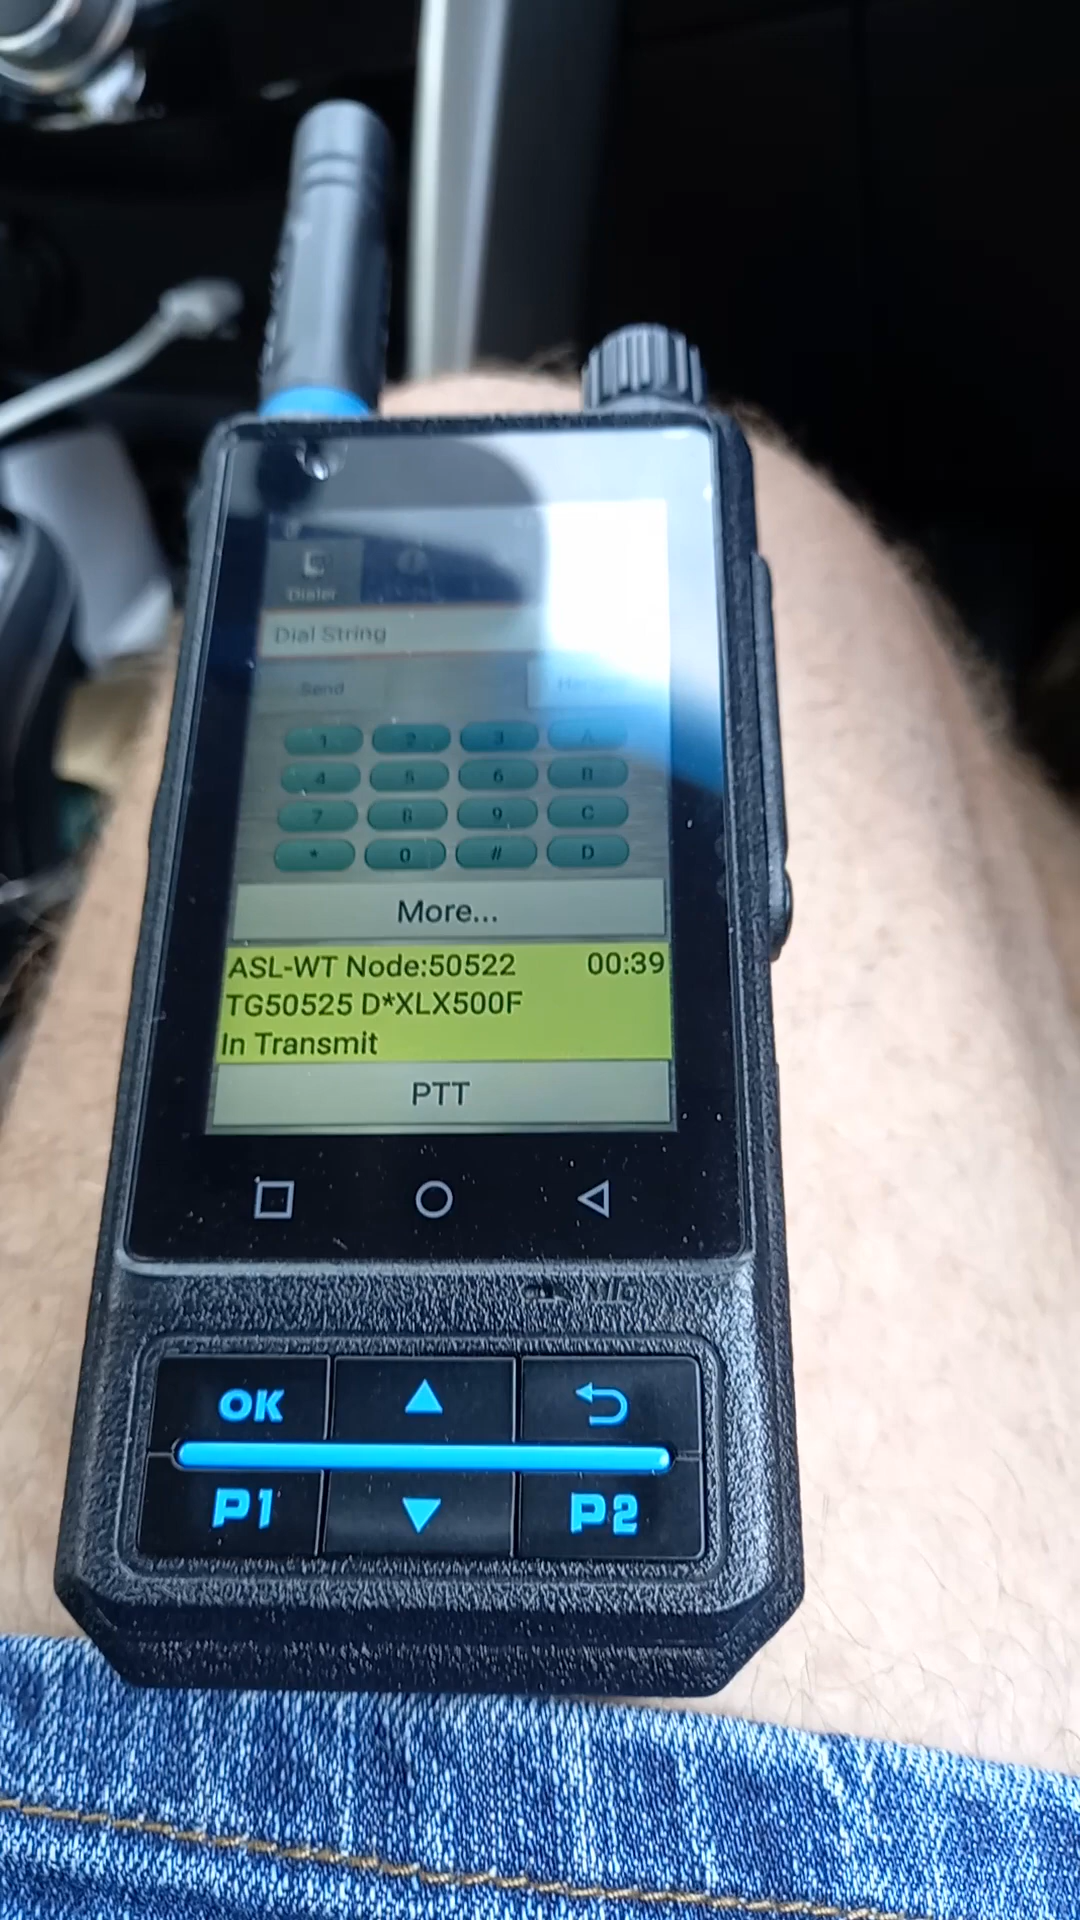 Dialer
Dial String
Send
1 2 3 A
4 5 6 B
7 8 9 C
* 0 # D
More...
ASL-WT Node:50522 00:39
TG50525 D*XLX500F
In Transmit
PTT
MIC
OK
P1 P2